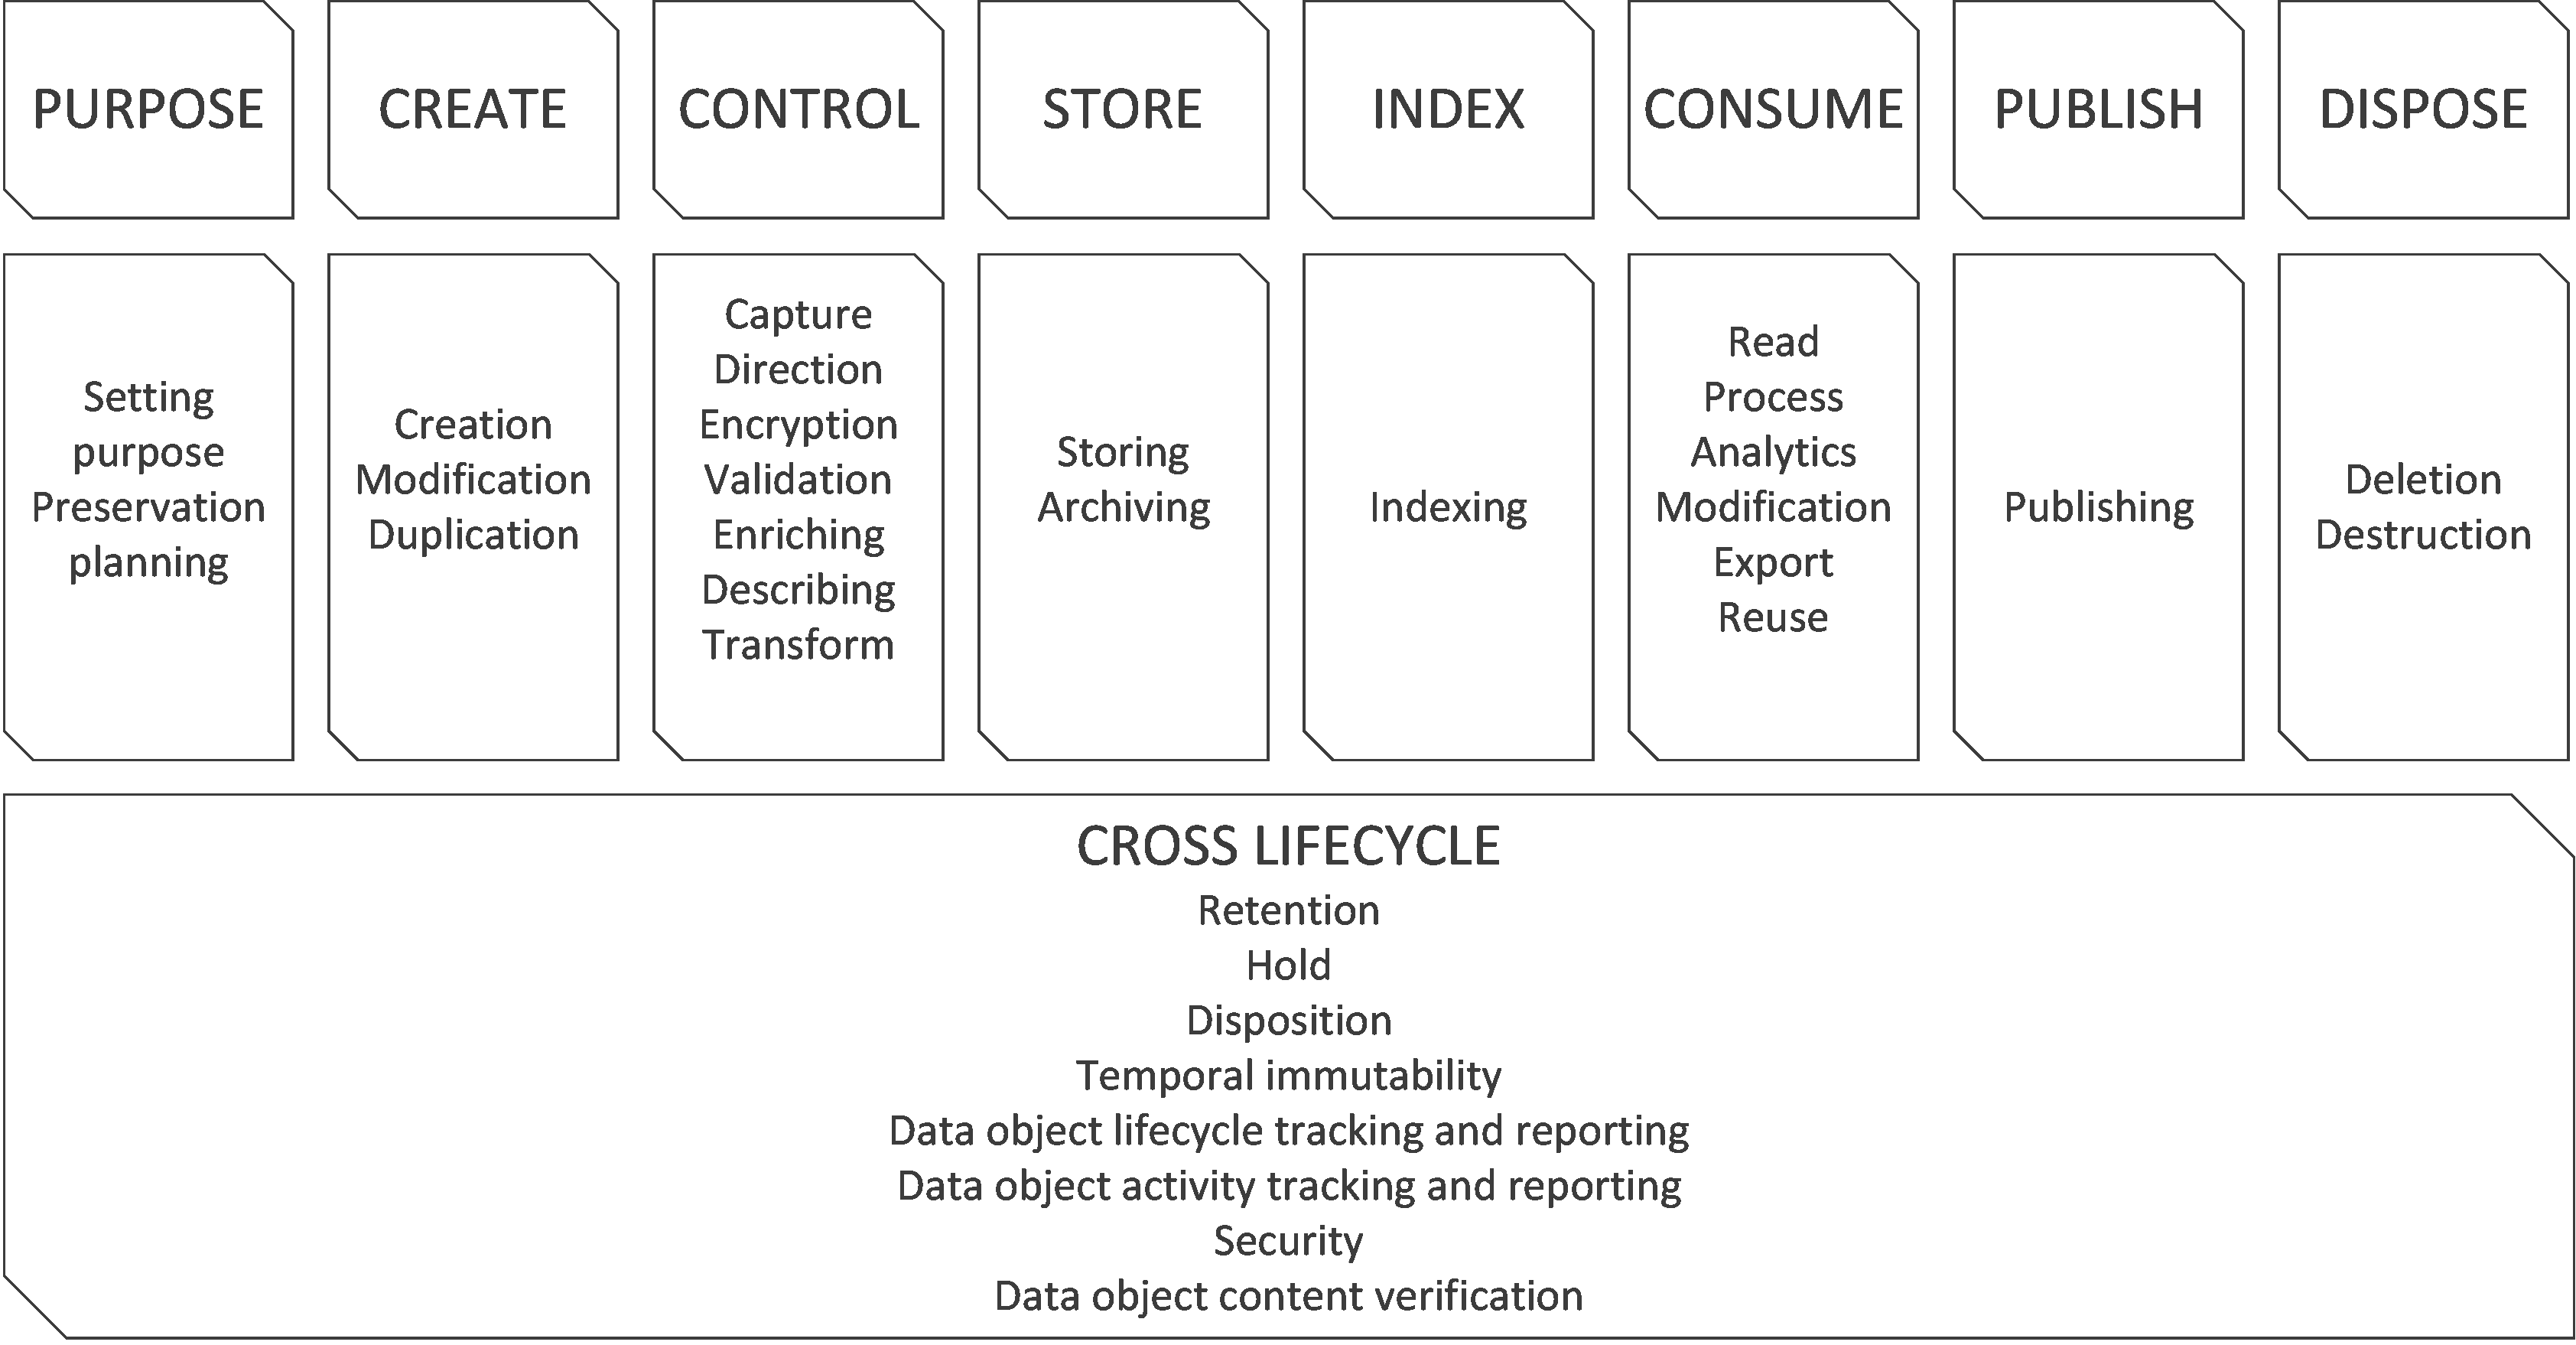 PURPOSE
CREATE
CONTROL
STORE
INDEX
CONSUME
PUBLISH
DISPOSE
Setting
purpose
Preservation
planning
Creation
Modification
Duplication
Capture
Direction
Encryption
Validation
Enriching
Describing
Transform
Storing
Archiving
Indexing
Read
Process
Analytics
Modification
Export
Reuse
Publishing
Deletion
Destruction
CROSS LIFECYCLE
Retention
Hold
Disposition
Temporal immutability
Data object lifecycle tracking and reporting
Data object activity tracking and reporting
Security
Data object content verification